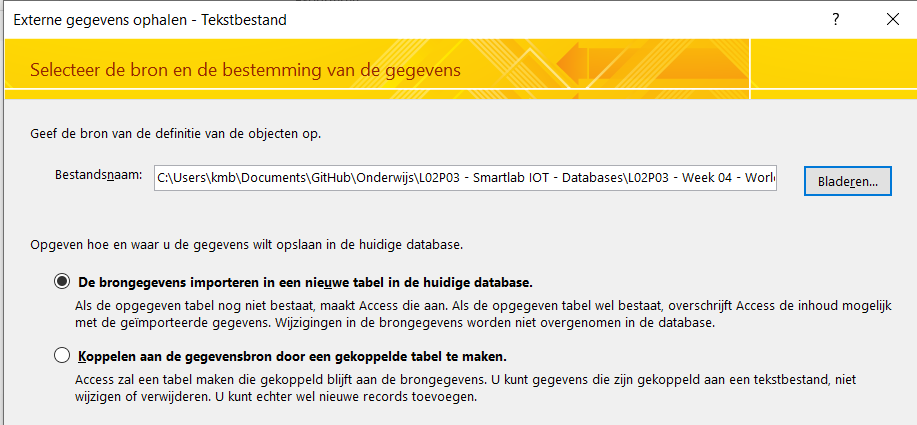 Externe gegevens ophalen - Tekstbestand
Selecteer de bron en de bestemming van de gegevens
Geef de bron van de definitie van de objecten op.
Bestandsnaam: C:\Users\kmb\Documents\GitHub\Onderwijs\L02P03 - Smartlab IOT - Databases\L02P03 - Week 04 - Worl Bladeren...
Opgeven hoe en waar u de gegevens wilt opslaan in de huidige database.
De brongegevens importeren in een nieuwe tabel in de huidige database.
Als de opgegeven tabel nog niet bestaat, maakt Access die aan. Als de opgegeven tabel wel bestaat, overschrijft Access de inhoud mogelijk
met de geïmporteerde gegevens. Wijzigingen in de brongegevens worden niet overgenomen in de database.
Koppelen aan de gegevensbron door een gekoppelde tabel te maken.
Access zal een tabel maken die gekoppeld blijft aan de brongegevens. U kunt gegevens die zijn gekoppeld aan een tekstbestand, niet
wijzigen of verwijderen. U kunt echter wel nieuwe records toevoegen.